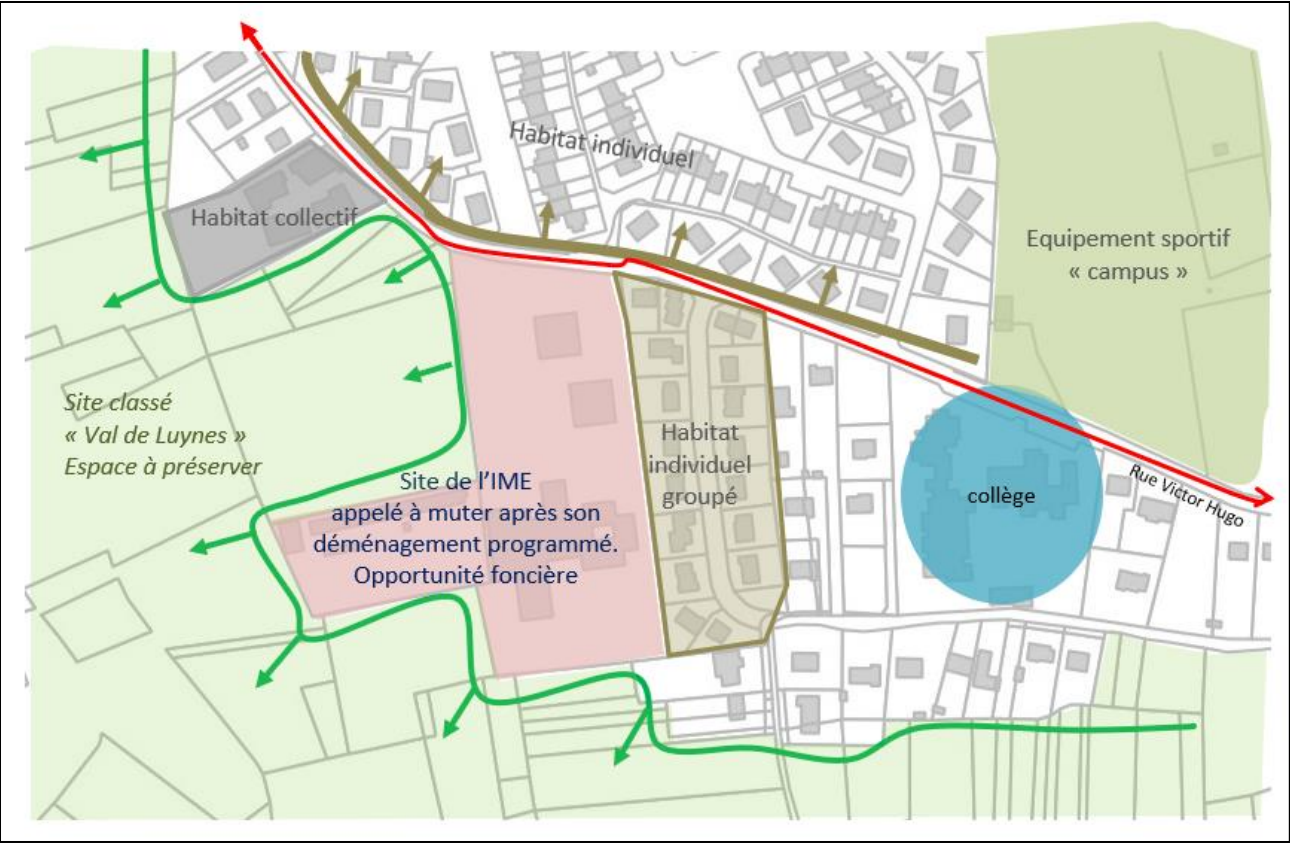 Habitat individuel
Habitat collectif
Equipement sportif
« campus »
Site classé
« Val de Luynes »
Espace à préserver
Habitat
individuel
groupé
Site de l'IME
appelé à muter après son
déménagement programmé.
Opportunité foncière
collège
Rue Victor Hugo